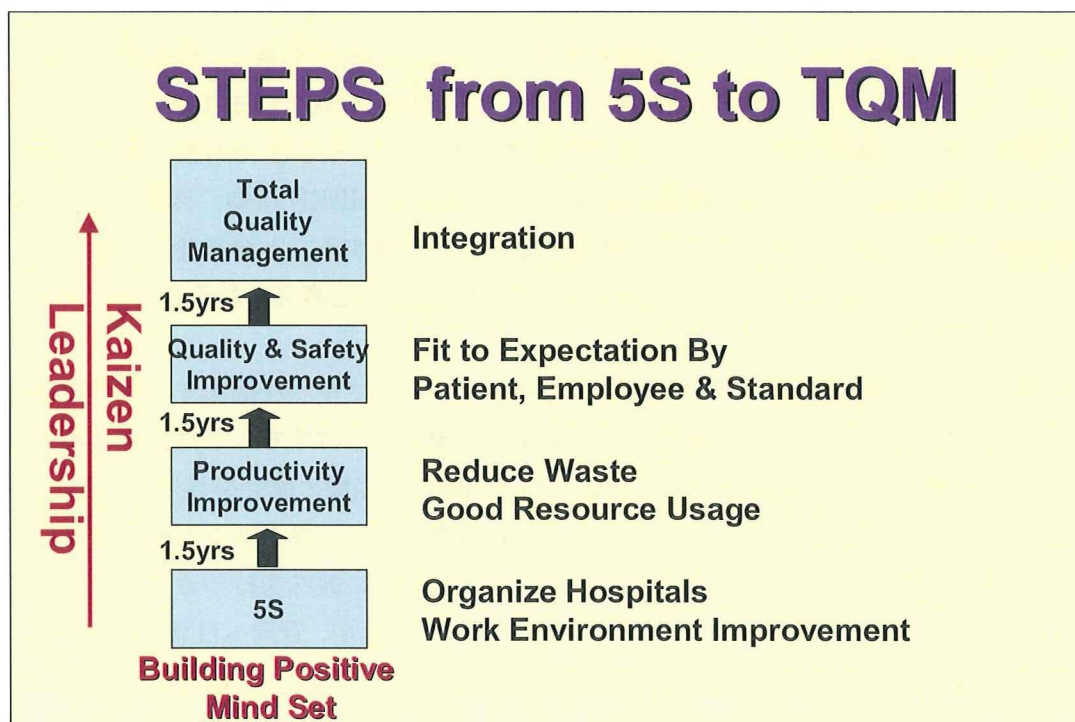 STEPS from 5S to TQM
Total
Quality
Management
Integration
1.5yrs
Quality & Safety
Improvement
Fit to Expectation By
Patient, Employee & Standard
1.5yrs
Productivity
Improvement
Reduce Waste
Good Resource Usage
1.5yrs
5S
Organize Hospitals
Work Environment Improvement
Building Positive
Mind Set
Kaizen
Leadership